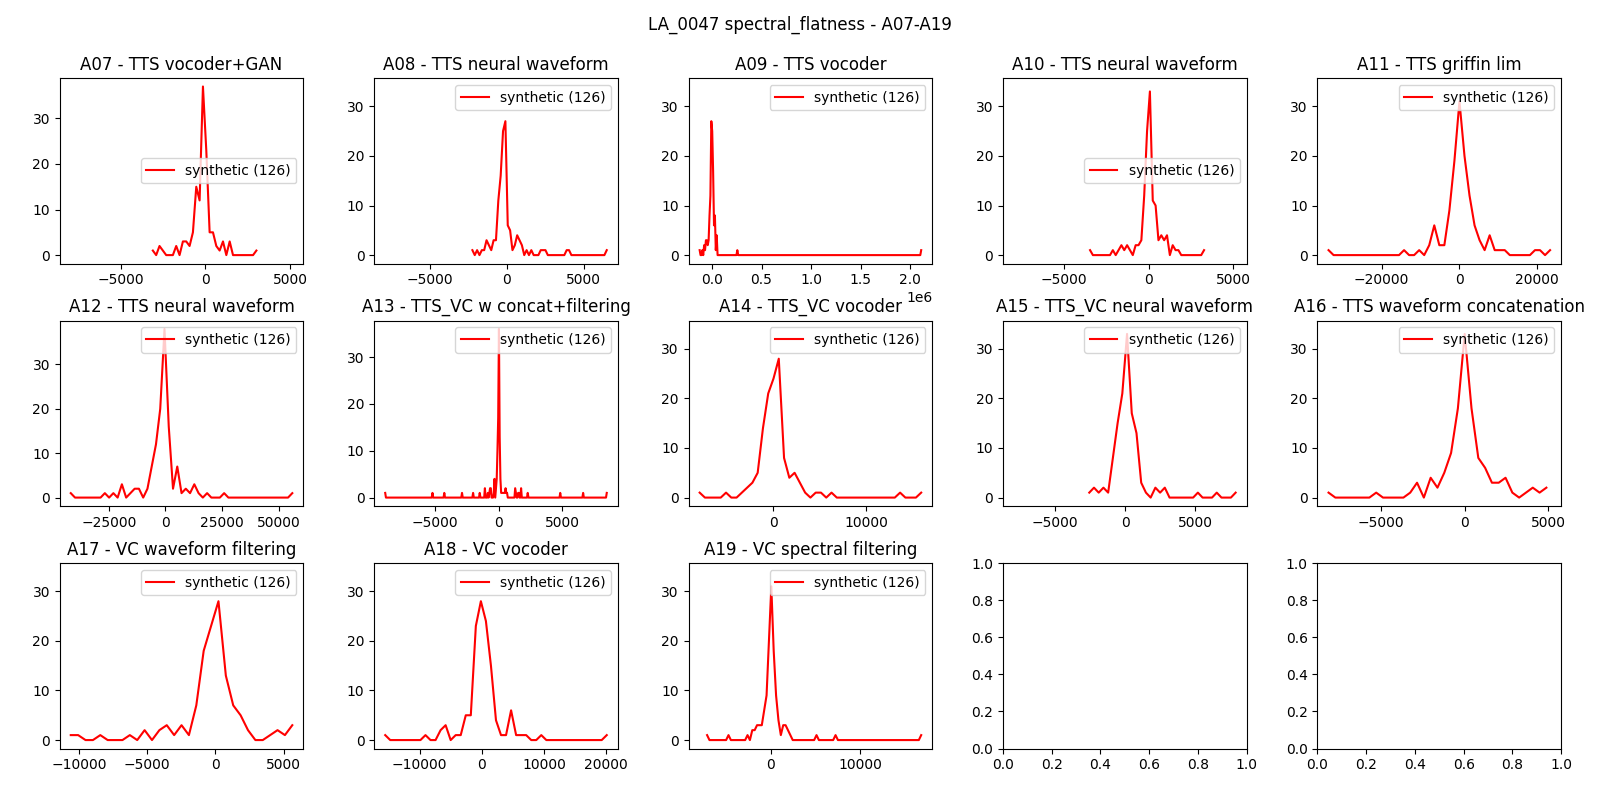 LA_0047 spectral_flatness - A07-A19
A07 - TTS vocoder+GAN
A08 - TTS neural waveform
A09 - TTS vocoder
A10 - TTS neural waveform
A11 - TTS griffin lim
synthetic (126)
synthetic (126)
synthetic (126)
synthetic (126)
synthetic (126)
30
20
10
0
30
20
10
0
30
20
10
0
30
20
10
0
30
20
10
0
−5000 0 5000
−5000 0 5000
0.0 0.5 1.0 1.5 2.0
1e6
−5000 0 5000
−20000 0 20000
A12 - TTS neural waveform
A13 - TTS_VC w concat+filtering
A14 - TTS_VC vocoder
A15 - TTS_VC neural waveform
A16 - TTS waveform concatenation
synthetic (126)
synthetic (126)
synthetic (126)
synthetic (126)
synthetic (126)
30
20
10
0
30
20
10
0
30
20
10
0
30
20
10
0
30
20
10
0
−25000 0 25000 50000
−5000 0 5000
0 10000
−5000 0 5000
−5000 0 5000
A17 - VC waveform filtering
A18 - VC vocoder
A19 - VC spectral filtering
synthetic (126)
synthetic (126)
synthetic (126)
30
20
10
0
30
20
10
0
30
20
10
0
1.0
0.8
0.6
0.4
0.2
0.0
1.0
0.8
0.6
0.4
0.2
0.0
−10000 −5000 0 5000
−10000 0 10000 20000
0 10000
0.0 0.2 0.4 0.6 0.8 1.0
0.0 0.2 0.4 0.6 0.8 1.0